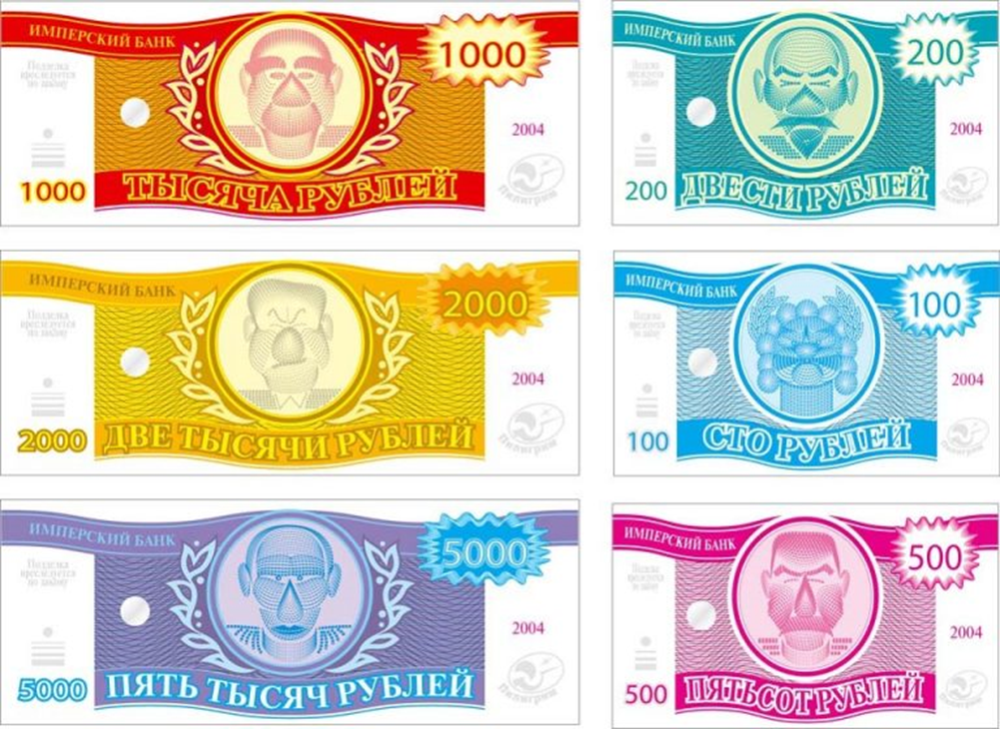 ИМПЕРСКИЙ БАНК
1000
Подделка
преследуется
по закону
2004
1000
ТЫСЯЧА РУБЛЕЙ
Пилигрим
ИМПЕРСКИЙ БАНК
200
Подделка
преследуется
по закону
2004
200
ДВЕСТИ РУБЛЕЙ
Пилигрим
ИМПЕРСКИЙ БАНК
2000
Подделка
преследуется
по закону
2004
2000
ДВЕ ТЫСЯЧИ РУБЛЕЙ
Пилигрим
ИМПЕРСКИЙ БАНК
100
Подделка
преследуется
по закону
2004
100
СТО РУБЛЕЙ
Пилигрим
ИМПЕРСКИЙ БАНК
5000
Подделка
преследуется
по закону
2004
5000
ПЯТЬ ТЫСЯЧ РУБЛЕЙ
Пилигрим
ИМПЕРСКИЙ БАНК
500
Подделка
преследуется
по закону
2004
500
ПЯТЬСОТ РУБЛЕЙ
Пилигрим